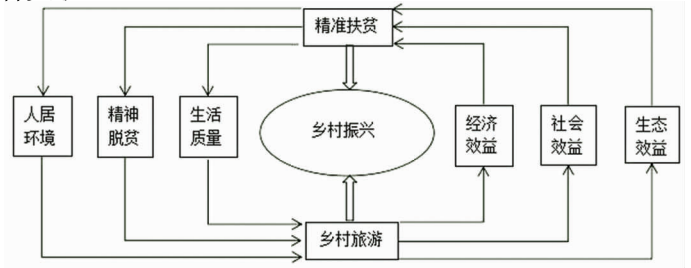 精准扶贫
人居
环境
精神
脱贫
生活
质量
乡村振兴
经济
效益
社会
效益
生态
效益
乡村旅游